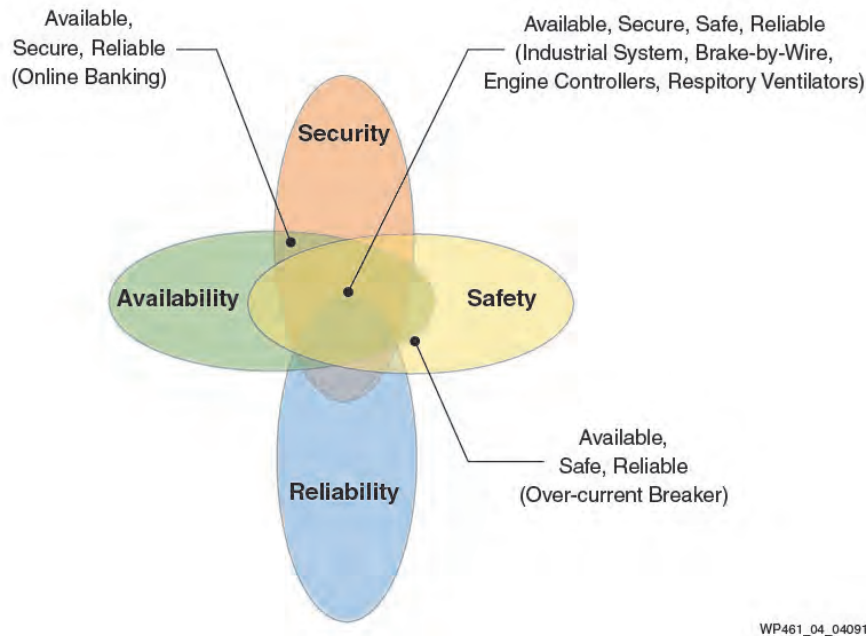 Available,
Secure, Reliable
(Online Banking)
Available, Secure, Safe, Reliable
(Industrial System, Brake-by-Wire,
Engine Controllers, Respitory Ventilators)
Security
Availability
Safety
Available,
Safe, Reliable
(Over-current Breaker)
Reliability
WP461_04_04091